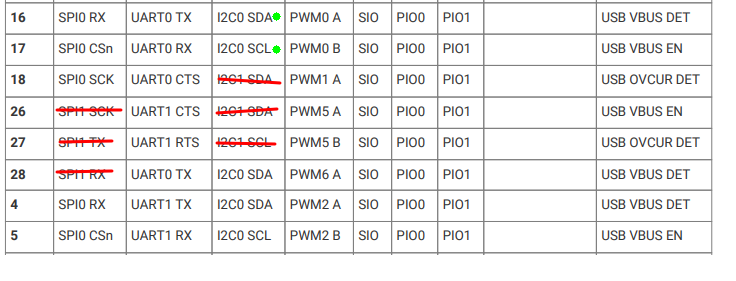 16 SPI0 RX UART0 TX I2C0 SDA PWM0 A SIO PIO0 PIO1 USB VBUS DET
17 SPI0 CSn UART0 RX I2C0 SCL PWM0 B SIO PIO0 PIO1 USB VBUS EN
18 SPI0 SCK UART0 CTS I2C1 SDA PWM1 A SIO PIO0 PIO1 USB OVCUR DET
26 SPI1 SCK UART1 CTS I2C1 SDA PWM5 A SIO PIO0 PIO1 USB VBUS EN
27 SPI1 TX UART1 RTS I2C1 SCL PWM5 B SIO PIO0 PIO1 USB OVCUR DET
28 SPI1 RX UART0 TX I2C0 SDA PWM6 A SIO PIO0 PIO1 USB VBUS DET
4 SPI0 RX UART1 TX I2C0 SDA PWM2 A SIO PIO0 PIO1 USB VBUS DET
5 SPI0 CSn UART1 RX I2C0 SCL PWM2 B SIO PIO0 PIO1 USB VBUS EN